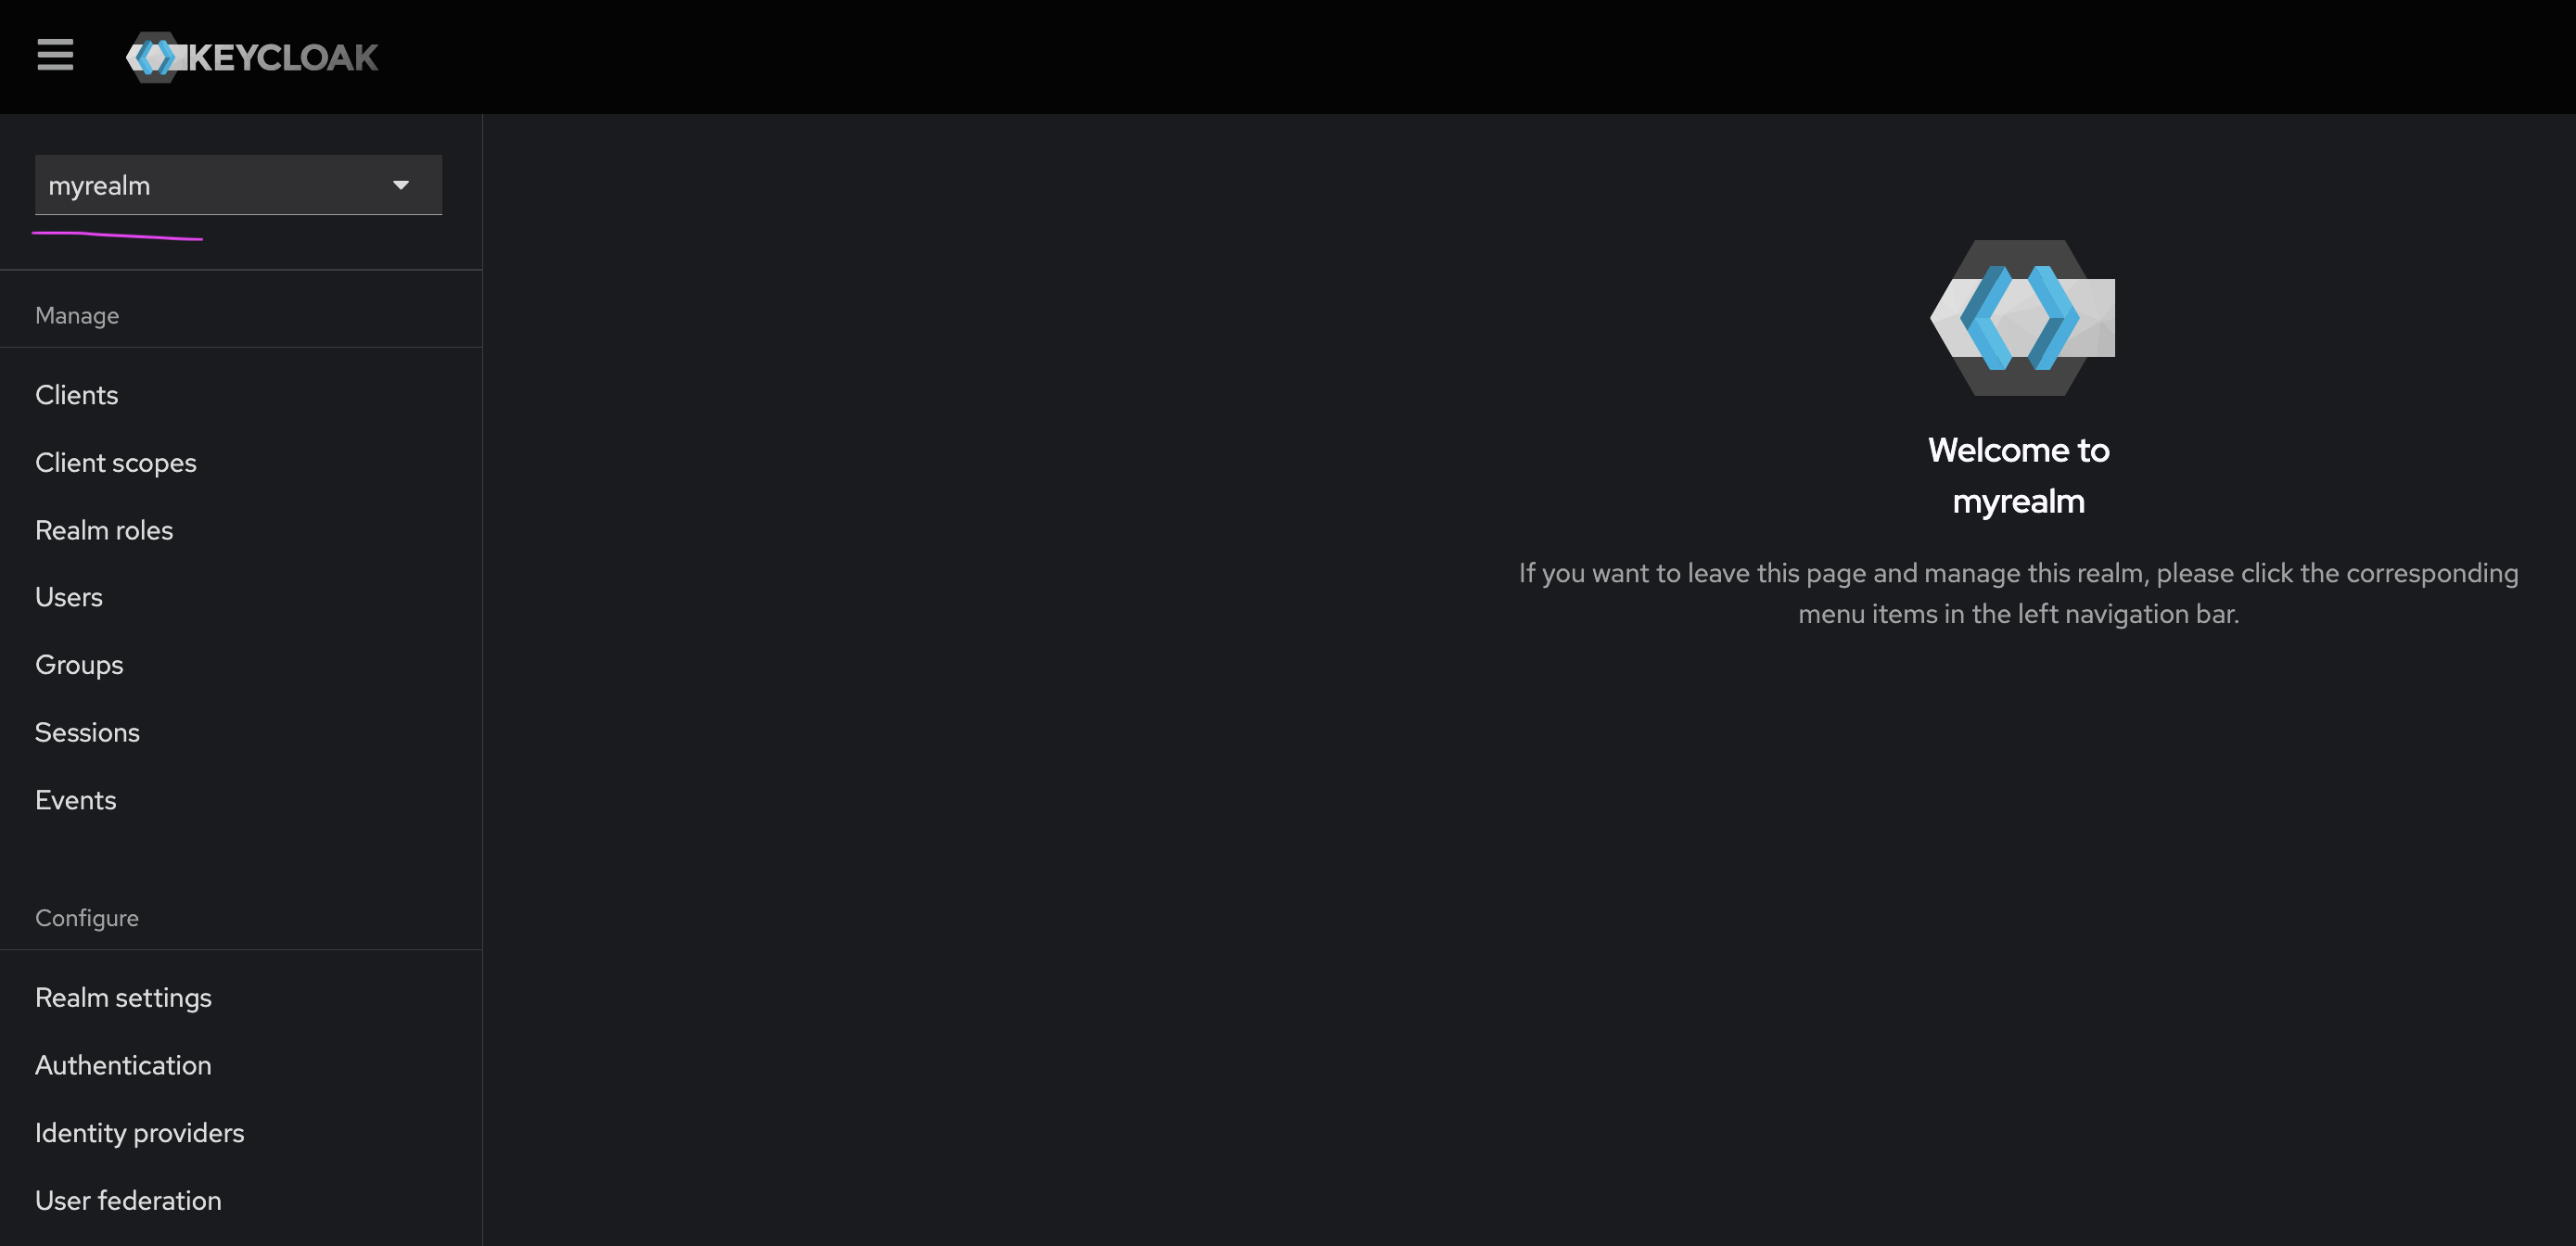 KEYCLOAK
myrealm
Manage
Clients
Client scopes
Realm roles
Users
Groups
Sessions
Events
Configure
Realm settings
Authentication
Identity providers
User federation
Welcome to
myrealm
If you want to leave this page and manage this realm, please click the corresponding
menu items in the left navigation bar.